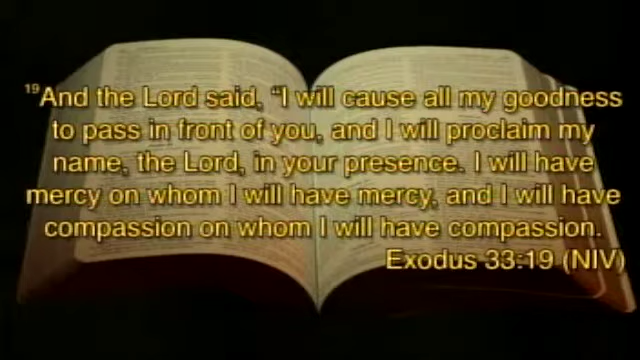 ¹⁹And the Lord said, “I will cause all my goodness
to pass in front of you, and I will proclaim my
name, the Lord, in your presence. I will have
mercy on whom I will have mercy, and I will have
compassion on whom I will have compassion.
Exodus 33:19 (NIV)